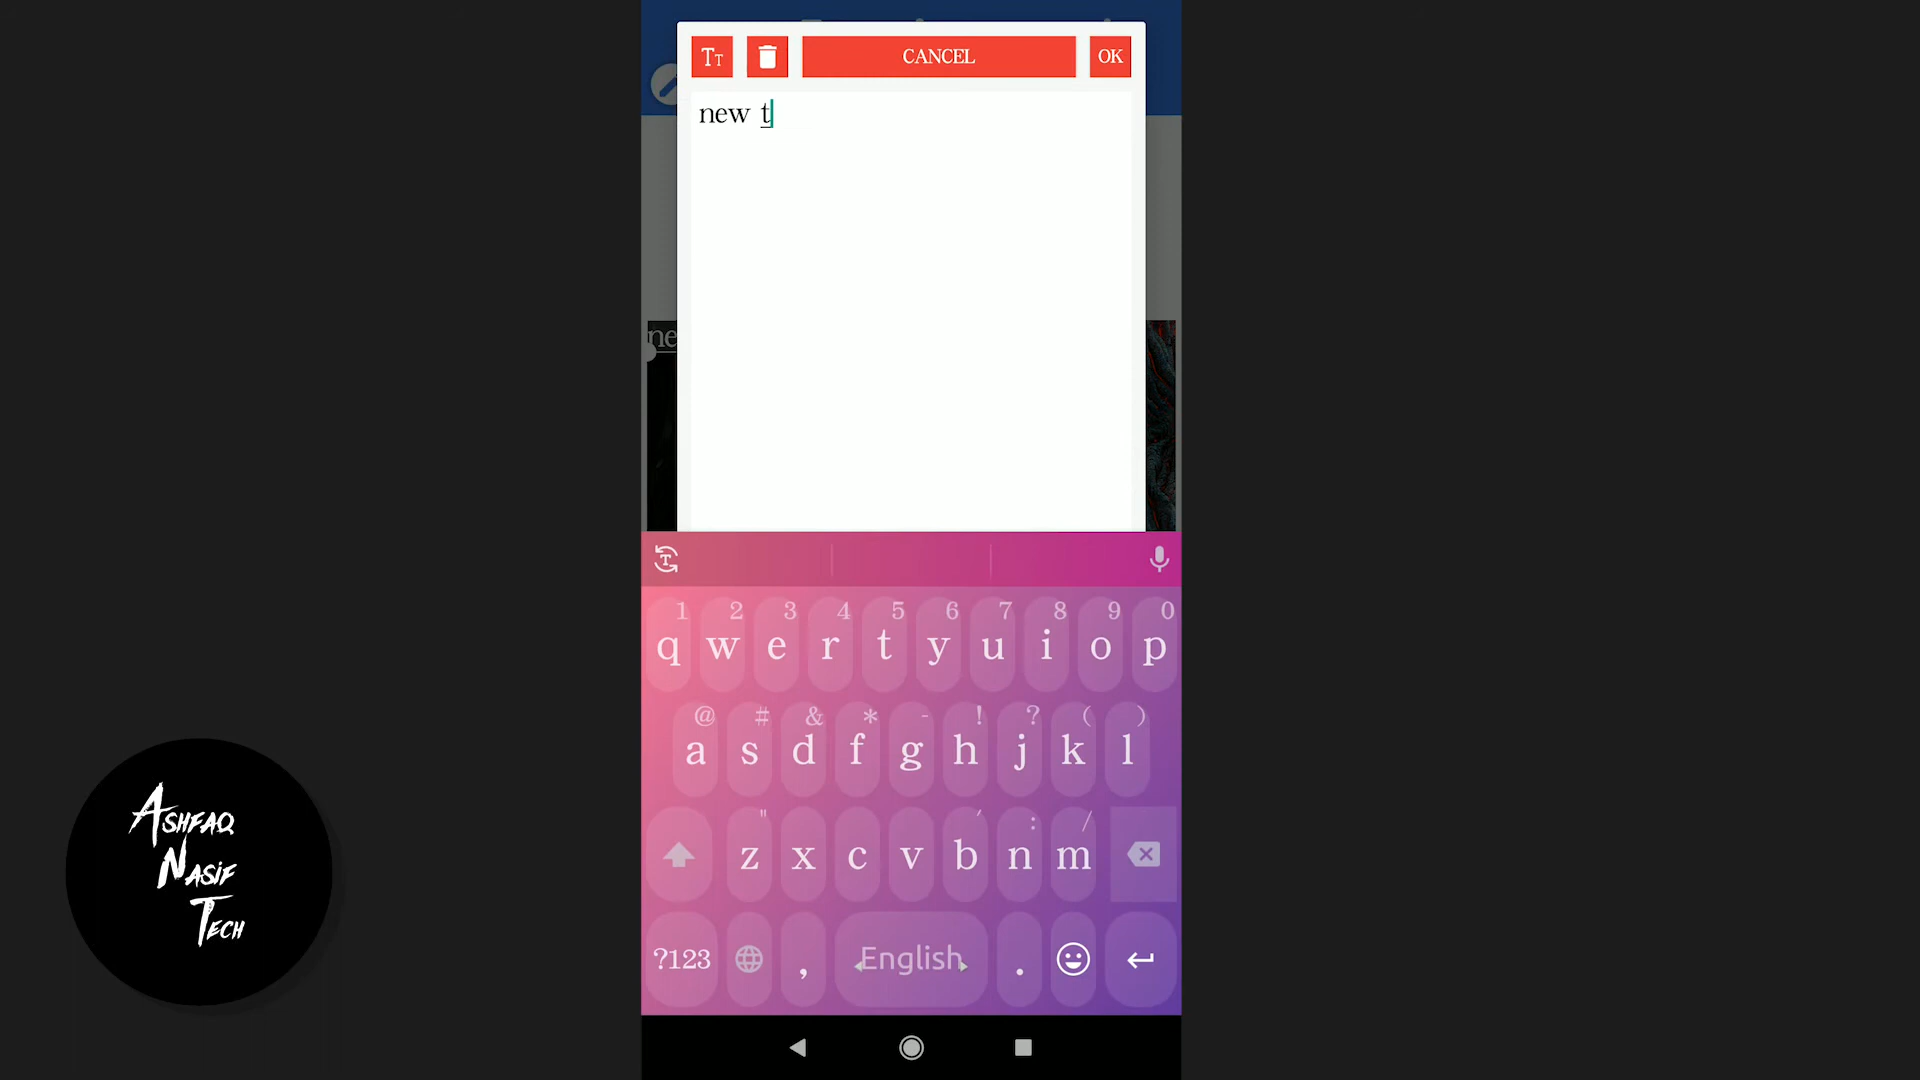 Tt CANCEL OK
new t
ne
1 2 3 4 5 6 7 8 9 0
q w e r t y u i o p
@ # & * - ! ? ( )
a s d f g h j k l
" ' : /
z x c v b n m
?123 , English .
ASHFAQ
NASIF
TECH